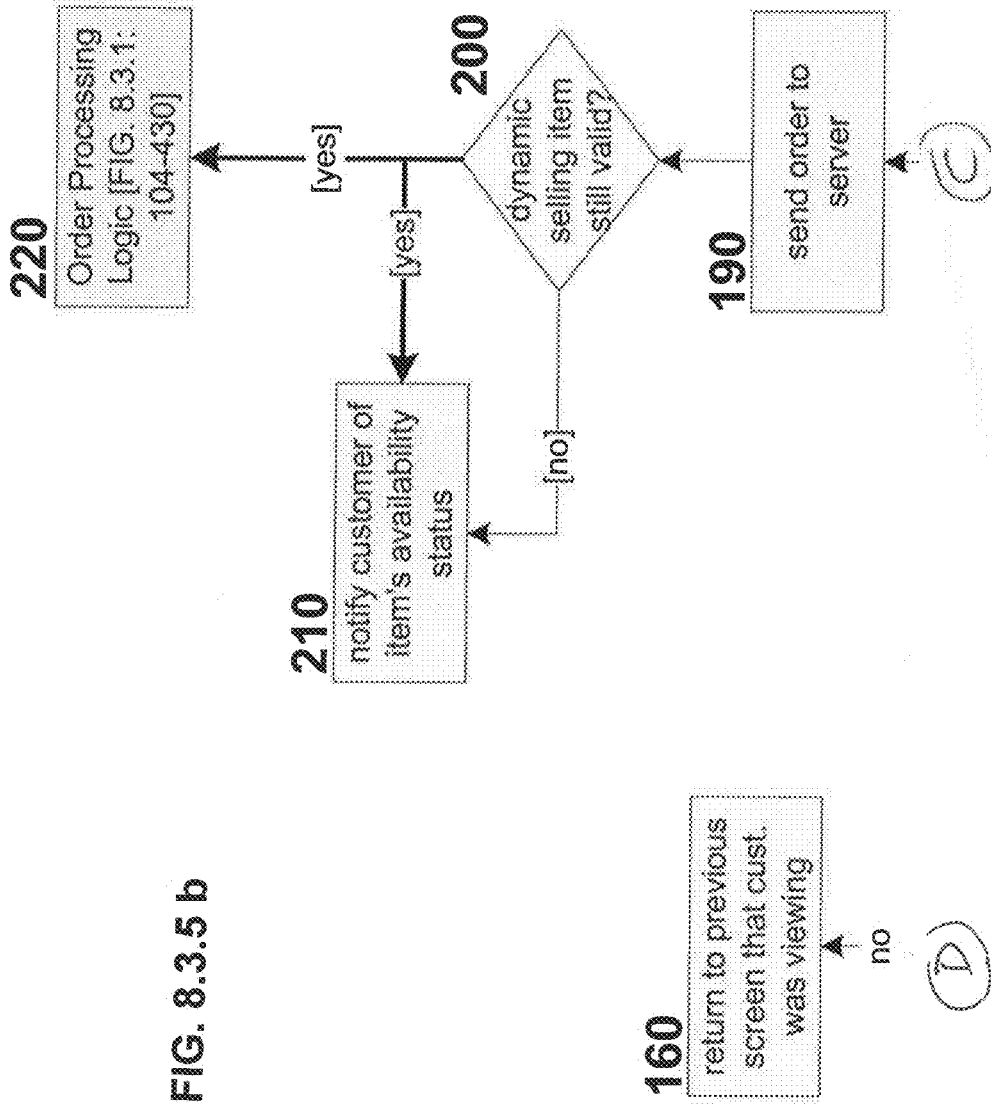 FIG. 8.3.5 b
160
return to previous
screen that cust.
was viewing
no
D
210
notify customer of
item's availability
status
[no]
[yes]
220
Order Processing
Logic [FIG. 8.3.1:
104-430]
[yes]
200
dynamic
selling item
still valid?
190
send order to
server
C